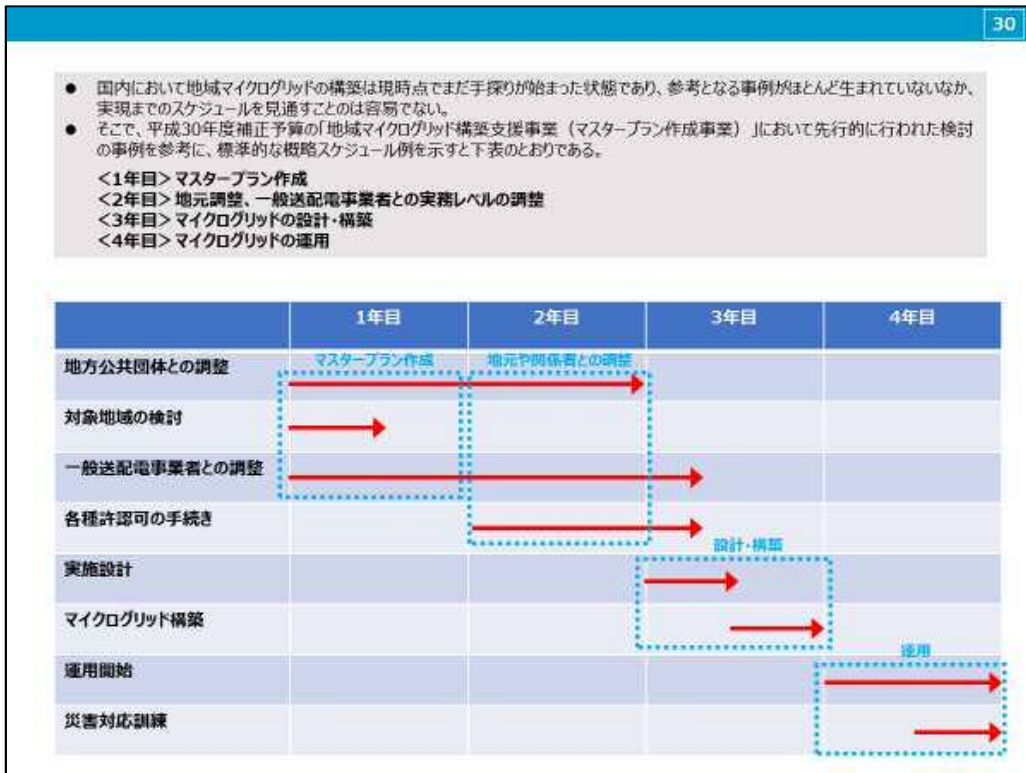 30
● 国内において地域マイクログリッドの構築は現時点でまだ手探りが始まった状態であり、参考となる事例がほとんど生まれていないなか、
実現までのスケジュールを見通すことのは容易でない。
● そこで、平成30年度補正予算の「地域マイクログリッド構築支援事業（マスタープラン作成事業）」において先行的に行われた検討
の事例を参考に、標準的な概略スケジュール例を示すと下表のとおりである。
＜1年目＞マスタープラン作成
＜2年目＞地元調整、一般送配電事業者との実務レベルの調整
＜3年目＞マイクログリッドの設計・構築
＜4年目＞マイクログリッドの運用
1年目 2年目 3年目 4年目
マスタープラン作成 地元や関係者との調整
地方公共団体との調整
対象地域の検討
一般送配電事業者との調整
各種許認可の手続き
設計・構築
実施設計
マイクログリッド構築
運用
運用開始
災害対応訓練